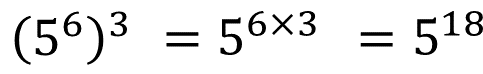 (5⁶)³ = 5⁶ˣ³ = 5¹⁸